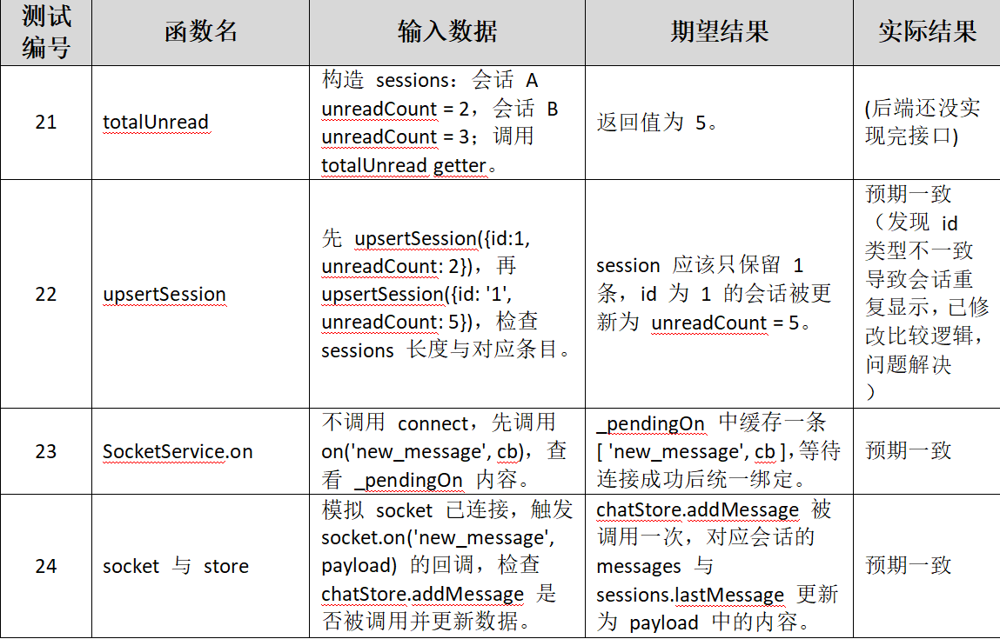 测试
编号
函数名
输入数据
期望结果
实际结果
21
totalUnread
构造 sessions：会话 A
unreadCount = 2，会话 B
unreadCount = 3；调用
totalUnread getter。
返回值为 5。
(后端还没实
现完接口)
22
upsertSession
先 upsertSession({id:1,
unreadCount: 2})，再
upsertSession({id: '1',
unreadCount: 5})，检查
sessions 长度与对应条目。
session 应该只保留 1
条，id 为 1 的会话被更
新为 unreadCount = 5。
预期一致
（发现 id
类型不一致
导致会话重
复显示，已修
改比较逻辑，
问题解决
）
23
SocketService.on
不调用 connect，先调用
on('new_message', cb)，查
看 _pendingOn 内容。
_pendingOn 中缓存一条
[ 'new_message', cb ]，等待
连接成功后统一绑定。
预期一致
24
socket 与 store
模拟 socket 已连接，触发
socket.on('new_message',
payload) 的回调，检查
chatStore.addMessage 是
否被调用并更新数据。
chatStore.addMessage 被
调用一次，对应会话的
messages 与
sessions.lastMessage 更新
为 payload 中的内容。
预期一致